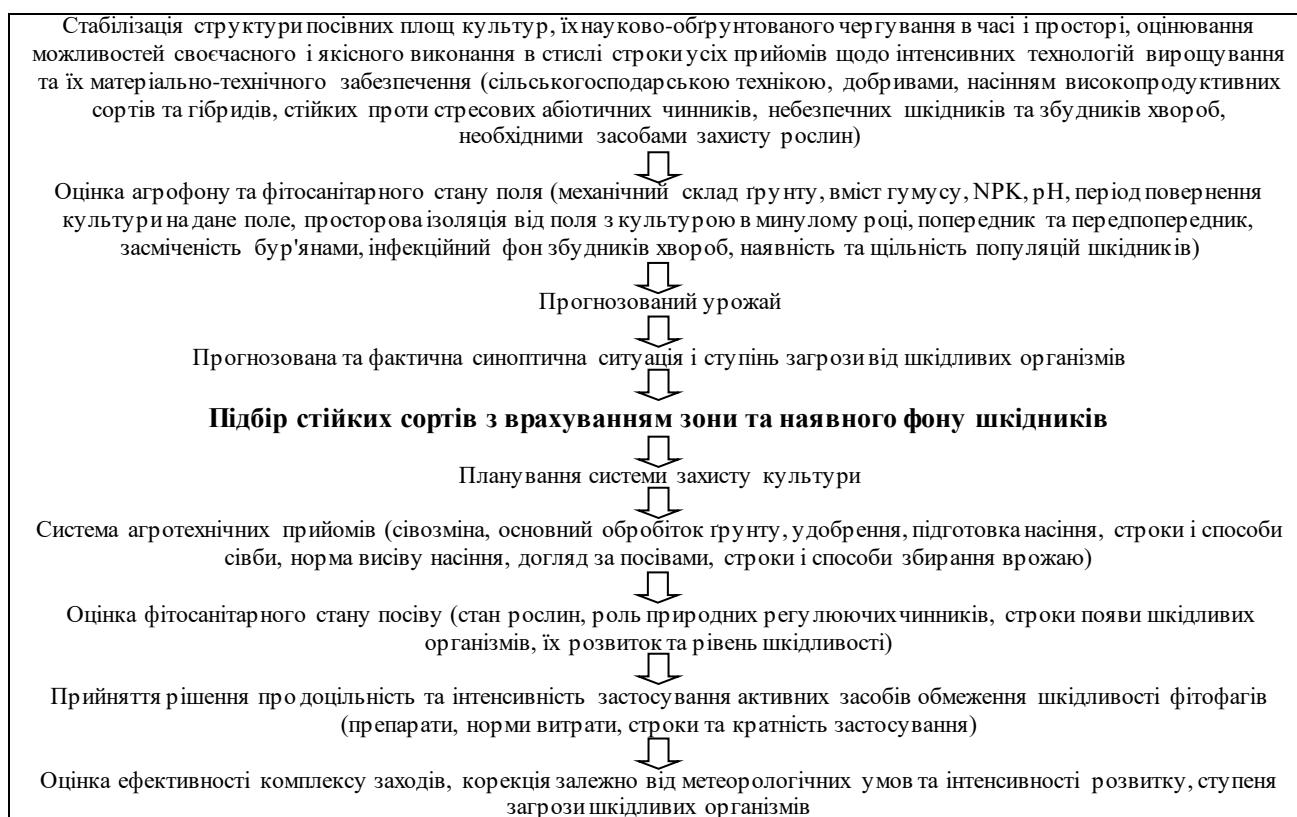 Стабілізація структури посівних площ культур, їх науково-обґрунтованого чергування в часі і просторі, оцінювання
можливостей своєчасного і якісного виконання в стислі строки усіх прийомів щодо інтенсивних технологій вирощування
та їх матеріально-технічного забезпечення (сільськогосподарською технікою, добривами, насінням високопродуктивних
сортів та гібридів, стійких проти стресових абіотичних чинників, небезпечних шкідників та збудників хвороб,
необхідними засобами захисту рослин)
Оцінка агрофону та фітосанітарного стану поля (механічний склад ґрунту, вміст гумусу, NPK, pH, період повернення
культури на дане поле, просторова ізоляція від поля з культурою в минулому році, попередник та передпопередник,
засміченість бур'янами, інфекційний фон збудників хвороб, наявність та щільність популяцій шкідників)
Прогнозований урожай
Прогнозована та фактична синоптична ситуація і ступінь загрози від шкідливих організмів
Підбір стійких сортів з врахуванням зони та наявного фону шкідників
Планування системи захисту культури
Система агротехнічних прийомів (сівозміна, основний обробіток ґрунту, удобрення, підготовка насіння, строки і способи
сівби, норма висіву насіння, догляд за посівами, строки і способи збирання врожаю)
Оцінка фітосанітарного стану посіву (стан рослин, роль природних регулюючих чинників, строки появи шкідливих
організмів, їх розвиток та рівень шкідливості)
Прийняття рішення про доцільність та інтенсивність застосування активних засобів обмеження шкідливості фітофагів
(препарати, норми витрати, строки та кратність застосування)
Оцінка ефективності комплексу заходів, корекція залежно від метеорологічних умов та інтенсивності розвитку, ступеня
загрози шкідливих організмів